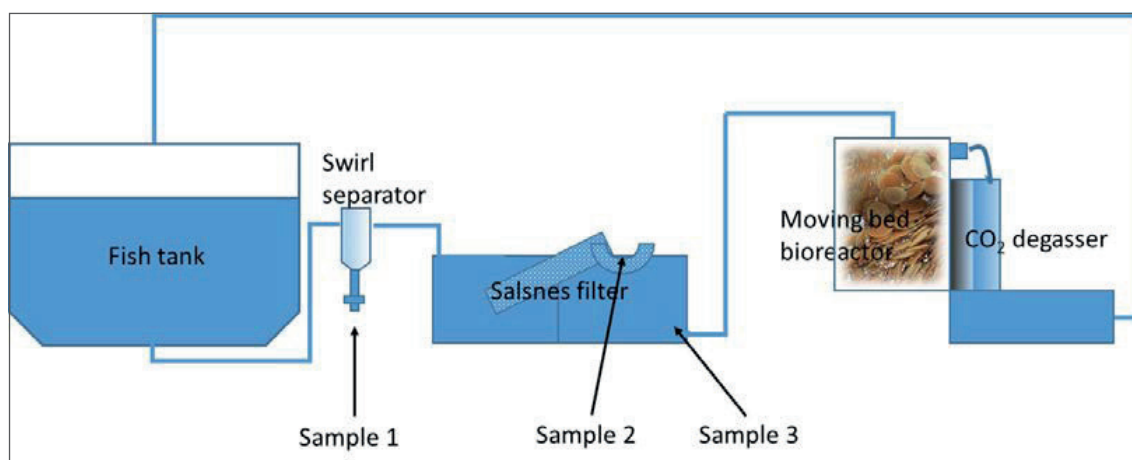 Swirl
separator
Fish tank
Salsnes filter
Moving bed
bioreactor
CO₂ degasser
Sample 1
Sample 2
Sample 3